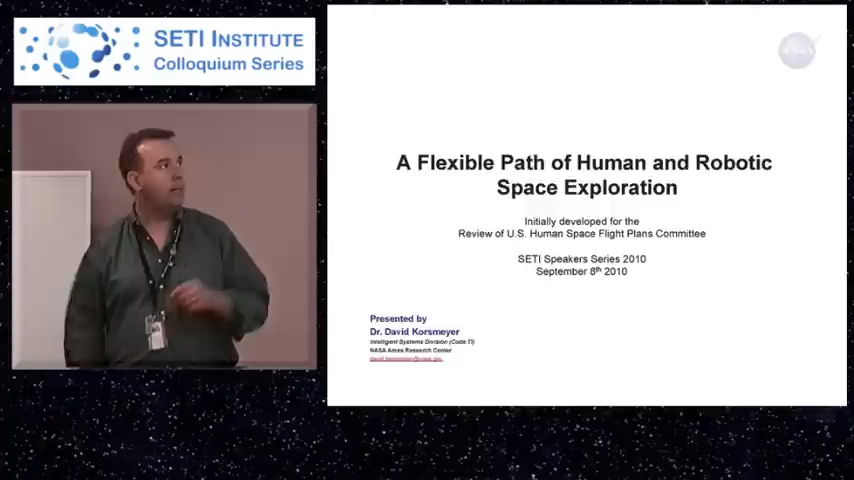 SETI INSTITUTE
Colloquium Series
A Flexible Path of Human and Robotic
Space Exploration
Initially developed for the
Review of U.S. Human Space Flight Plans Committee
SETI Speakers Series 2010
September 8th 2010
Presented by
Dr. David Korsmeyer
Intelligent Systems Division (Code TI)
NASA Ames Research Center